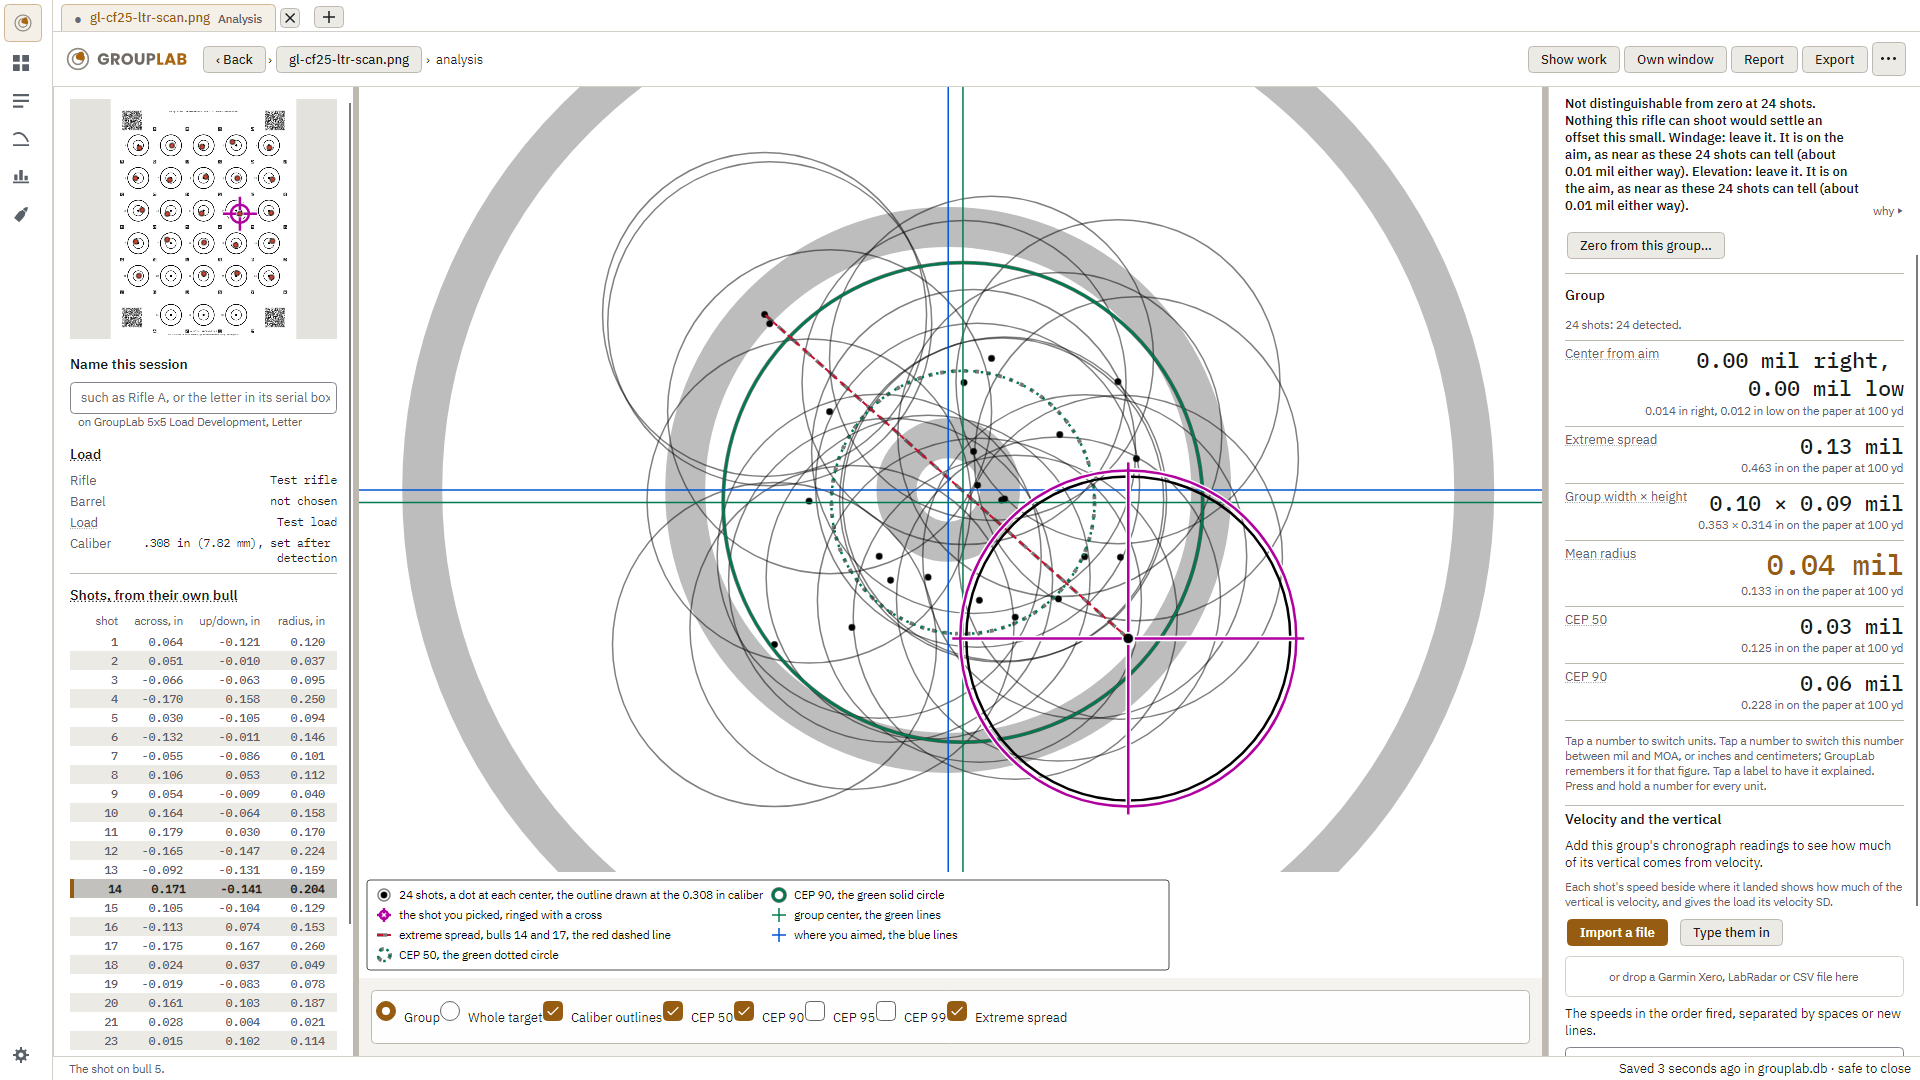 gl-cf25-ltr-scan.png Analysis
GROUPLAB
‹ Back › gl-cf25-ltr-scan.png › analysis
Show work
Own window
Report
Export
Name this session
such as Rifle A, or the letter in its serial box
on GroupLab 5x5 Load Development, Letter
Load
Rifle Test rifle
Barrel not chosen
Load Test load
Caliber .308 in (7.82 mm), set after
detection
Shots, from their own bull
shot across, in up/down, in radius, in
1 0.064 -0.121 0.120
2 0.051 -0.010 0.037
3 -0.066 -0.063 0.095
4 -0.170 0.158 0.250
5 0.030 -0.105 0.094
6 -0.132 -0.011 0.146
7 -0.055 -0.086 0.101
8 0.106 0.053 0.112
9 0.054 -0.009 0.040
10 0.164 -0.064 0.158
11 0.179 0.030 0.170
12 -0.165 -0.147 0.224
13 -0.092 -0.131 0.159
14 0.171 -0.141 0.204
15 0.105 -0.104 0.129
16 -0.113 0.074 0.153
17 -0.175 0.167 0.260
18 0.024 0.037 0.049
19 -0.019 -0.083 0.078
20 0.161 0.103 0.187
21 0.028 0.004 0.021
23 0.015 0.102 0.114
24 shots, a dot at each center, the outline drawn at the 0.308 in caliber
the shot you picked, ringed with a cross
extreme spread, bulls 14 and 17, the red dashed line
CEP 50, the green dotted circle
CEP 90, the green solid circle
group center, the green lines
where you aimed, the blue lines
Group Whole target Caliber outlines CEP 50 CEP 90 CEP 95 CEP 99 Extreme spread
Not distinguishable from zero at 24 shots.
Nothing this rifle can shoot would settle an
offset this small. Windage: leave it. It is on the
aim, as near as these 24 shots can tell (about
0.01 mil either way). Elevation: leave it. It is on
the aim, as near as these 24 shots can tell (about
0.01 mil either way).
why ▸
Zero from this group...
Group
24 shots: 24 detected.
Center from aim 0.00 mil right,
0.00 mil low
0.014 in right, 0.012 in low on the paper at 100 yd
Extreme spread 0.13 mil
0.463 in on the paper at 100 yd
Group width × height 0.10 × 0.09 mil
0.353 × 0.314 in on the paper at 100 yd
Mean radius 0.04 mil
0.133 in on the paper at 100 yd
CEP 50 0.03 mil
0.125 in on the paper at 100 yd
CEP 90 0.06 mil
0.228 in on the paper at 100 yd
Tap a number to switch units. Tap a number to switch this number
between mil and MOA, or inches and centimeters; GroupLab
remembers it for that figure. Tap a label to have it explained.
Press and hold a number for every unit.
Velocity and the vertical
Add this group's chronograph readings to see how much
of its vertical comes from velocity.
Each shot's speed beside where it landed shows how much of the
vertical is velocity, and gives the load its velocity SD.
Import a file
Type them in
or drop a Garmin Xero, LabRadar or CSV file here
The speeds in the order fired, separated by spaces or new
lines.
The shot on bull 5.
Saved 3 seconds ago in grouplab.db · safe to close